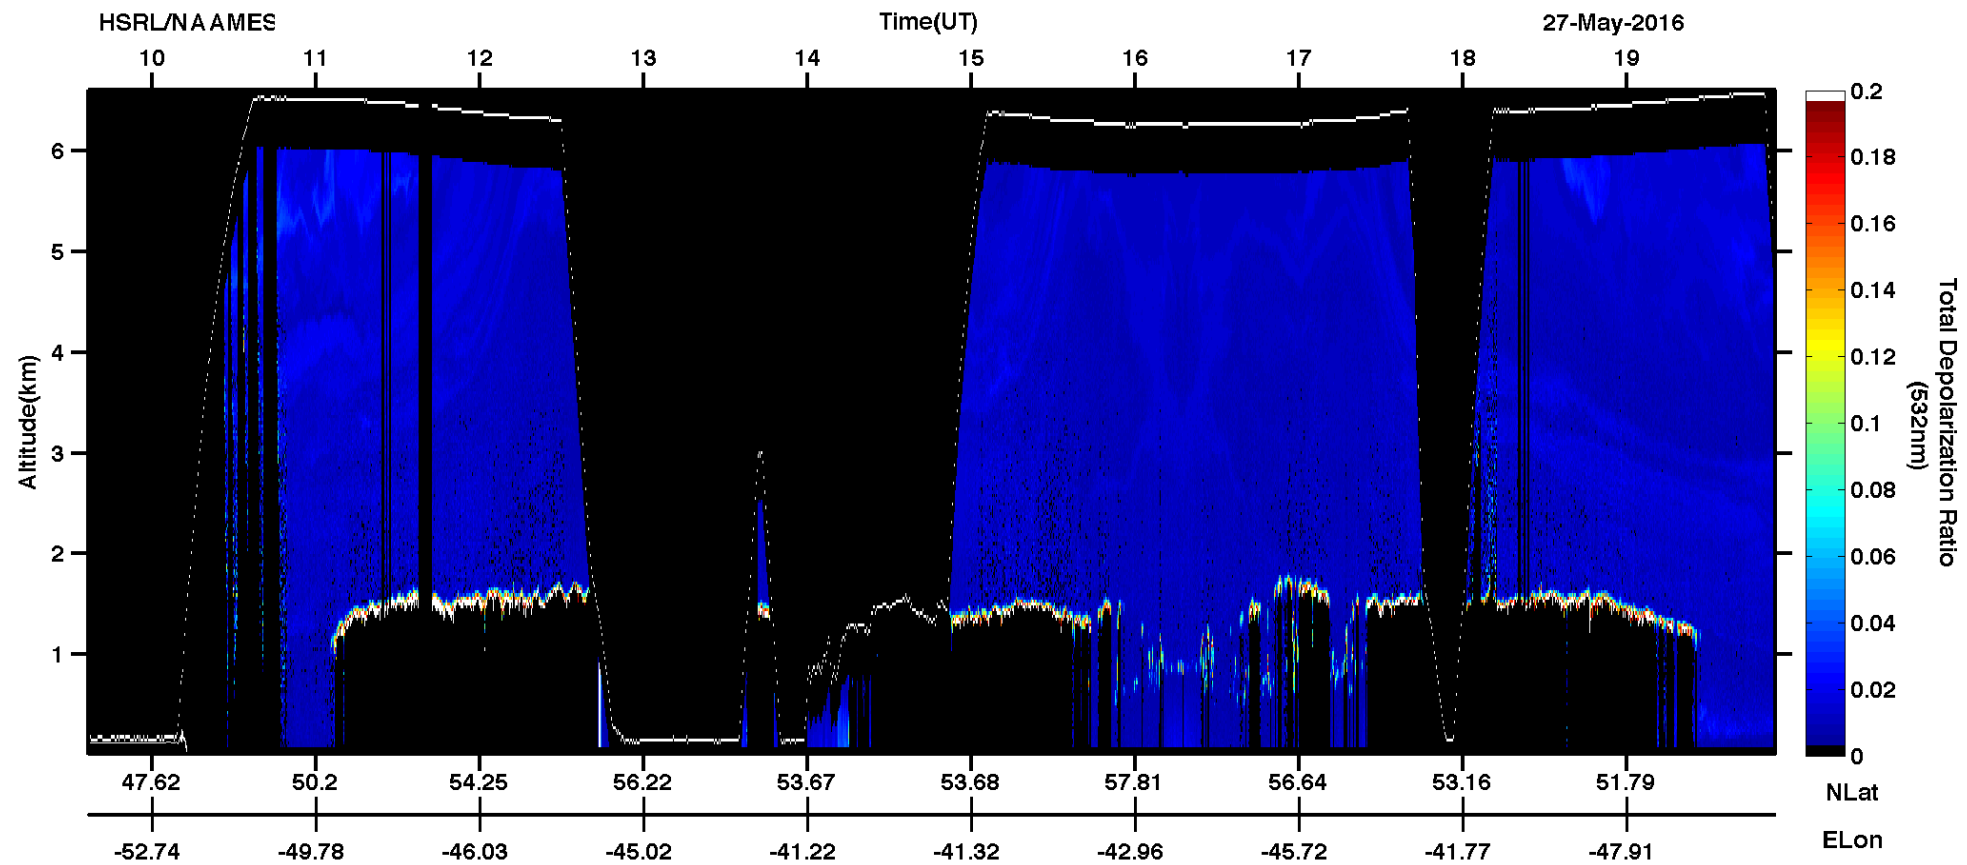 HSRL/NAAMES Time(UT) 27-May-2016
10 11 12 13 14 15 16 17 18 19
Altitude(km)
6
5
4
3
2
1
0.2
0.18
0.16
0.14
0.12
0.1
0.08
0.06
0.04
0.02
0
Total Depolarization Ratio
(532nm)
47.62 50.2 54.25 56.22 53.67 53.68 57.81 56.64 53.16 51.79 NLat
-52.74 -49.78 -46.03 -45.02 -41.22 -41.32 -42.96 -45.72 -41.77 -47.91 ELon